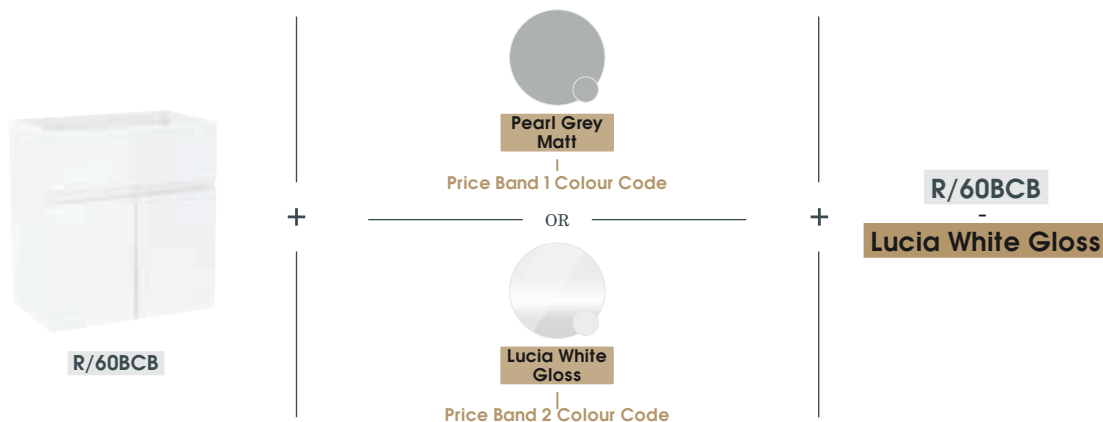 R/60BCB
+
Pearl Grey
Matt
Price Band 1 Colour Code
OR
Lucia White
Gloss
Price Band 2 Colour Code
+
R/60BCB
-
Lucia White Gloss